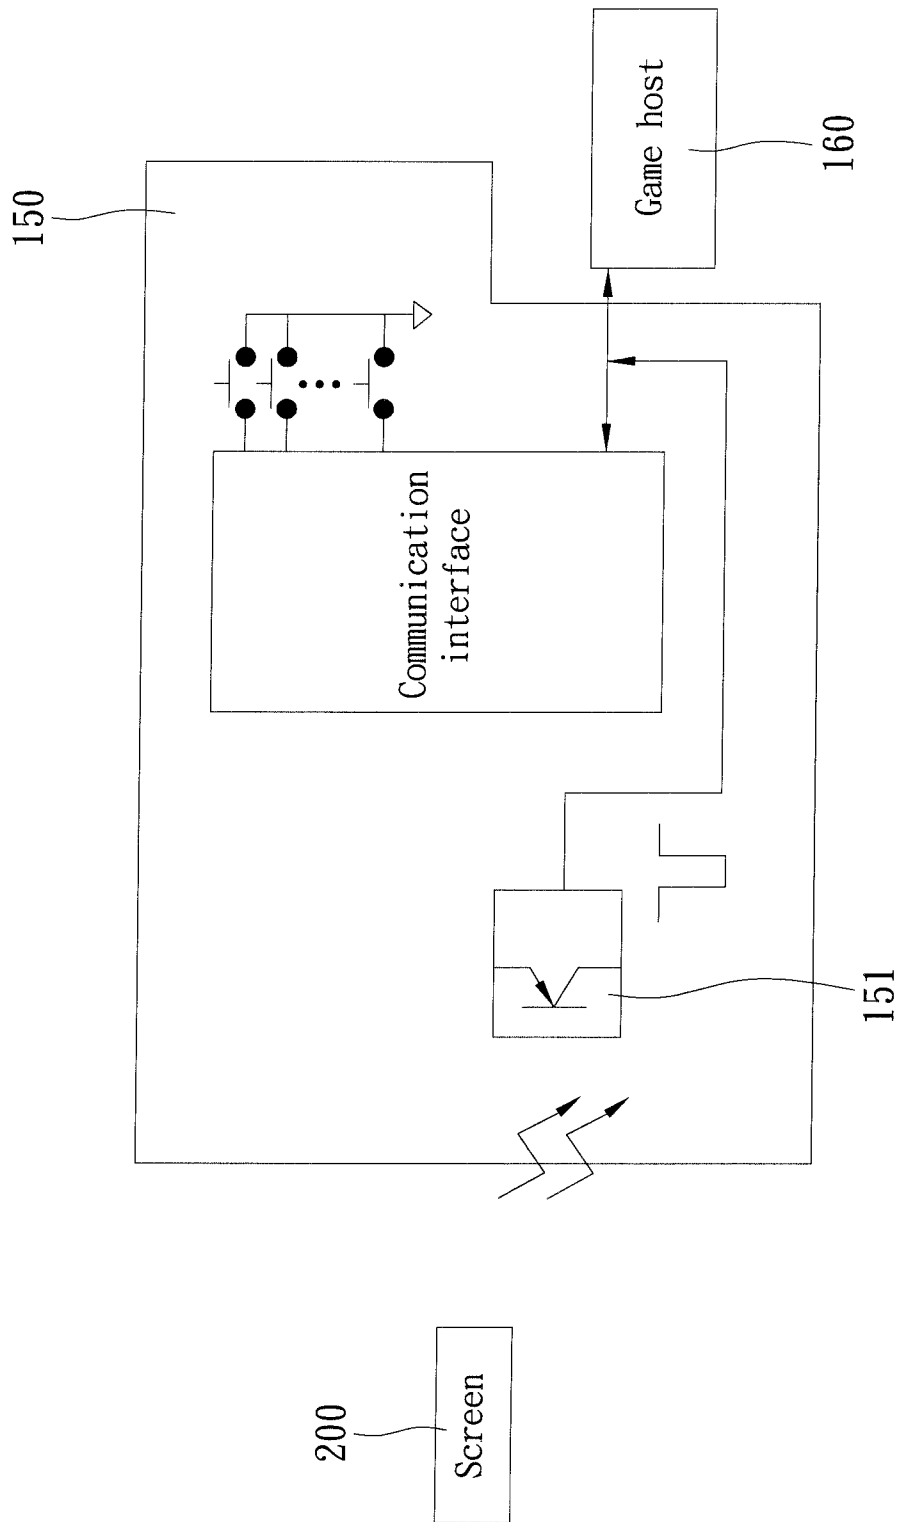 150
Game host
160
Communication
interface
151
200
Screen